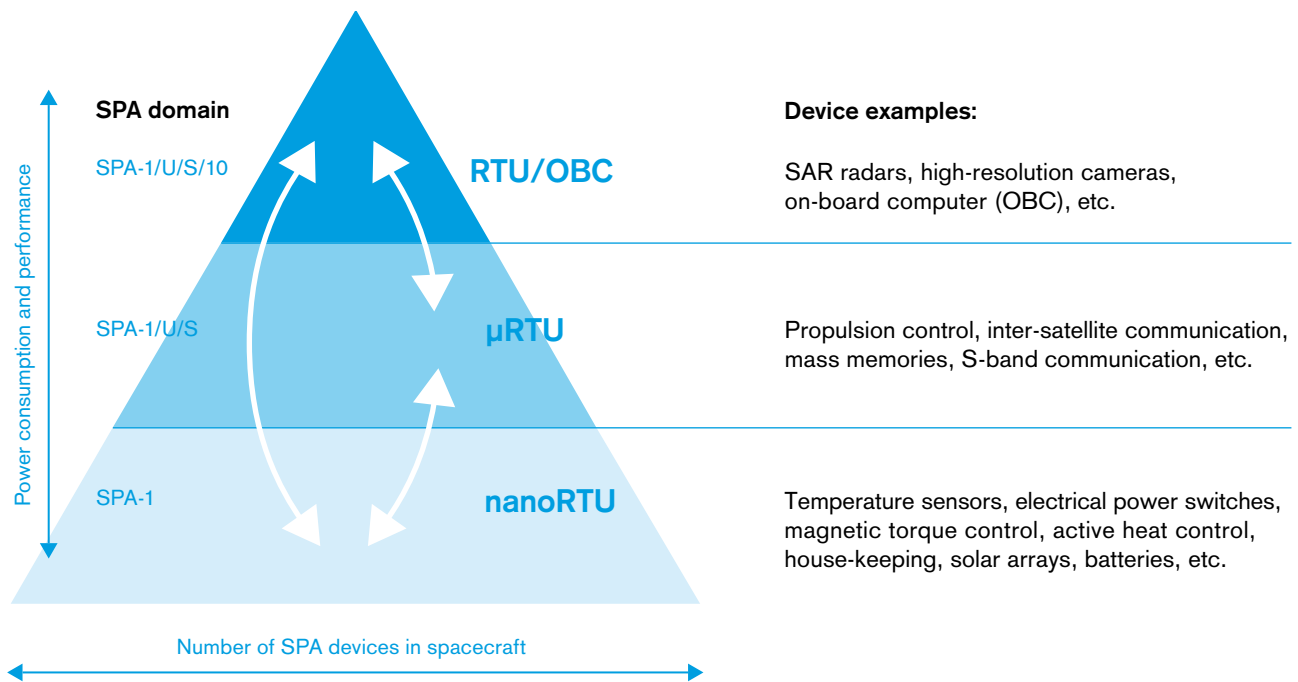 SPA domain
Device examples:
SPA-1/U/S/10
RTU/OBC
SAR radars, high-resolution cameras,
on-board computer (OBC), etc.
Power consumption and performance
SPA-1/U/S
μRTU
Propulsion control, inter-satellite communication,
mass memories, S-band communication, etc.
SPA-1
nanoRTU
Temperature sensors, electrical power switches,
magnetic torque control, active heat control,
house-keeping, solar arrays, batteries, etc.
Number of SPA devices in spacecraft